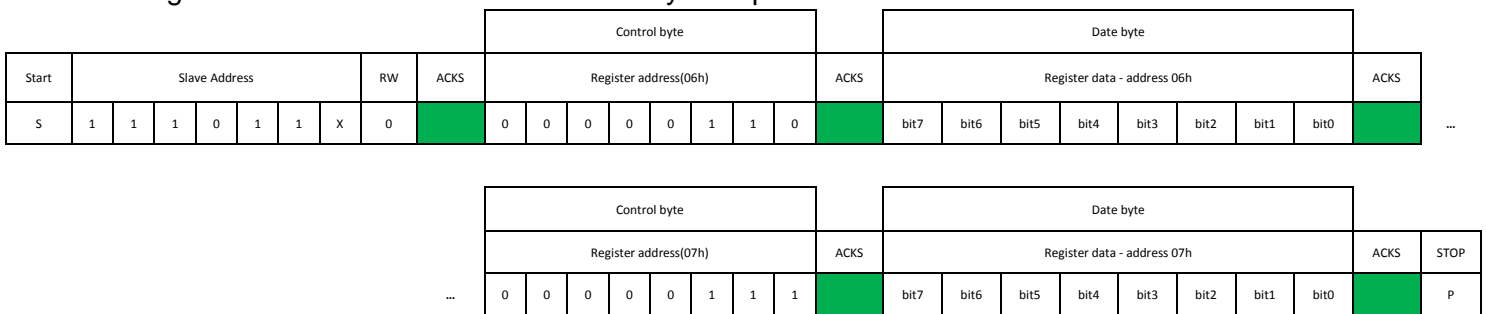 Control byte Date byte
Start Slave Address RW ACKS Register address(06h) ACKS Register data - address 06h ACKS
S 1 1 1 0 1 1 X 0 0 0 0 0 0 1 1 0 bit7 bit6 bit5 bit4 bit3 bit2 bit1 bit0 ...
Control byte Date byte
Register address(07h) ACKS Register data - address 07h ACKS STOP
... 0 0 0 0 0 1 1 1 bit7 bit6 bit5 bit4 bit3 bit2 bit1 bit0 P